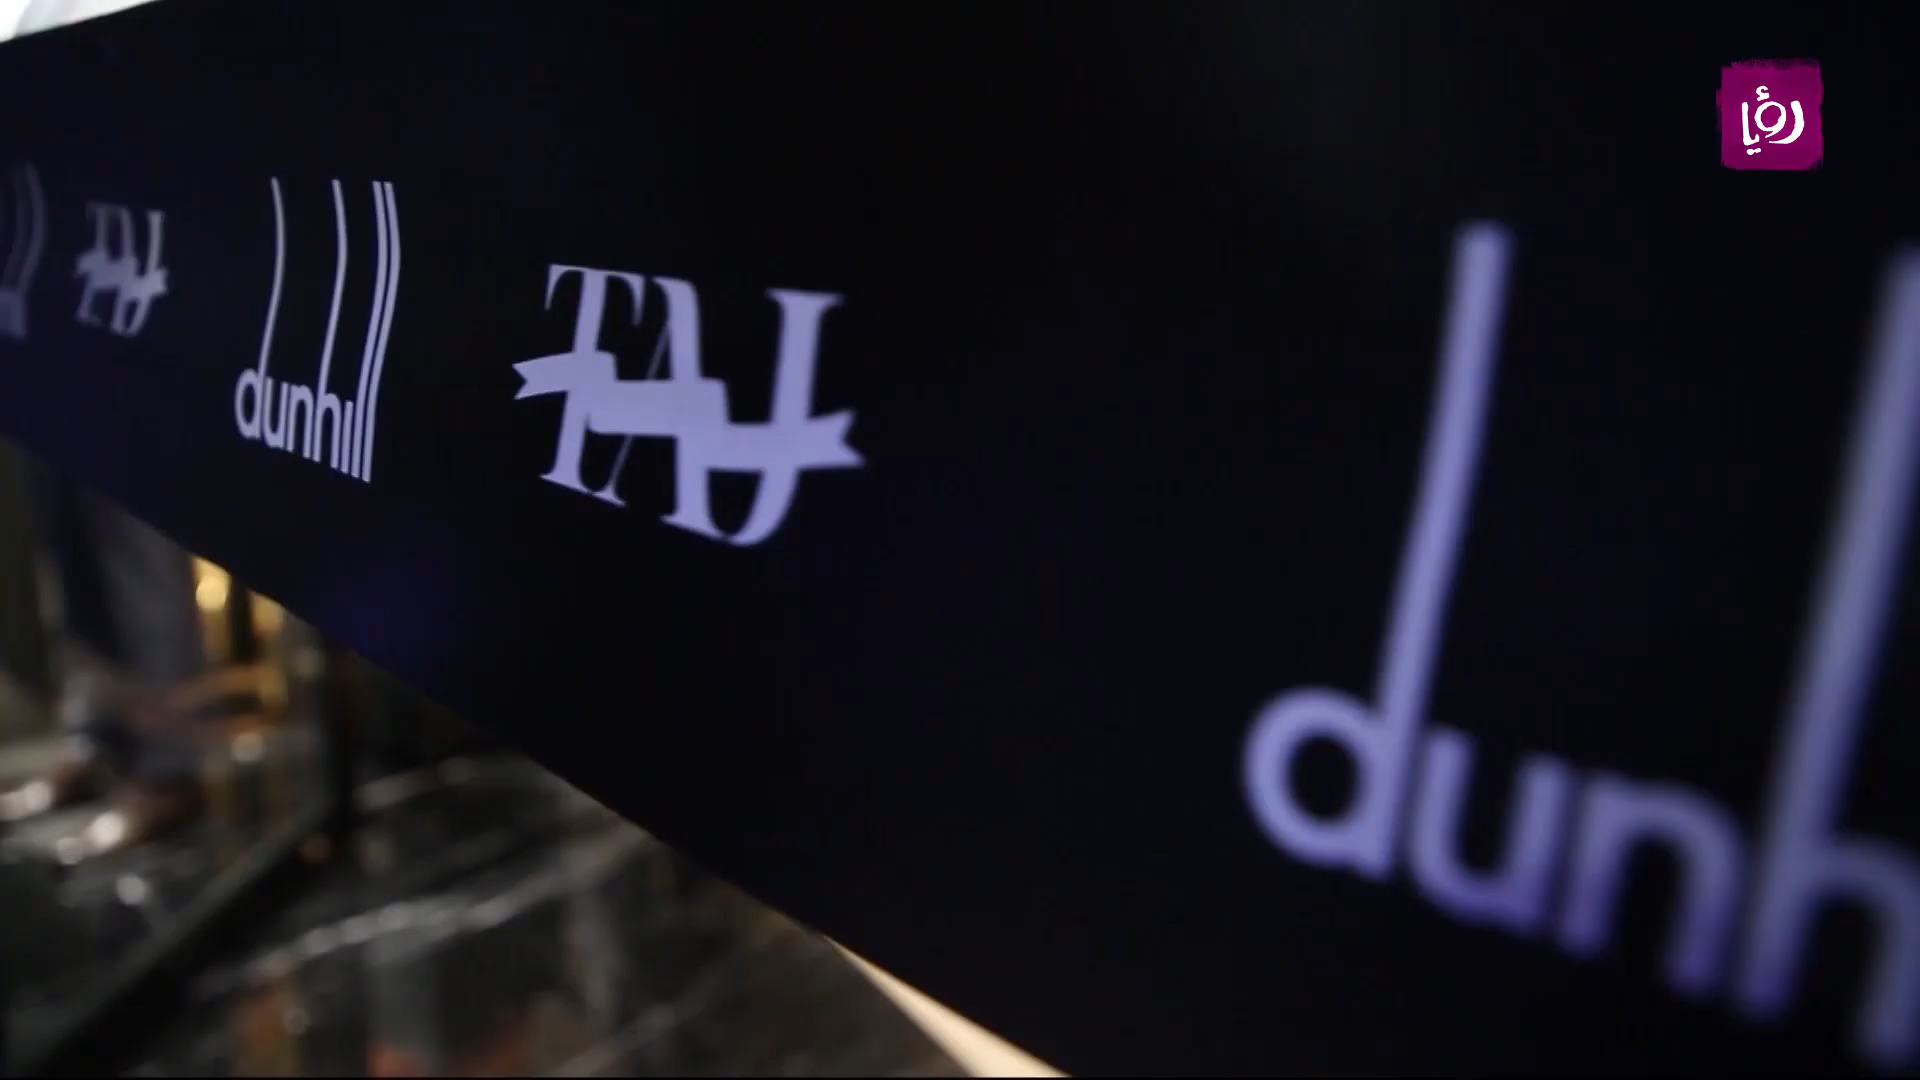 رؤيا
TAJ
dunhill
TAJ
dunh